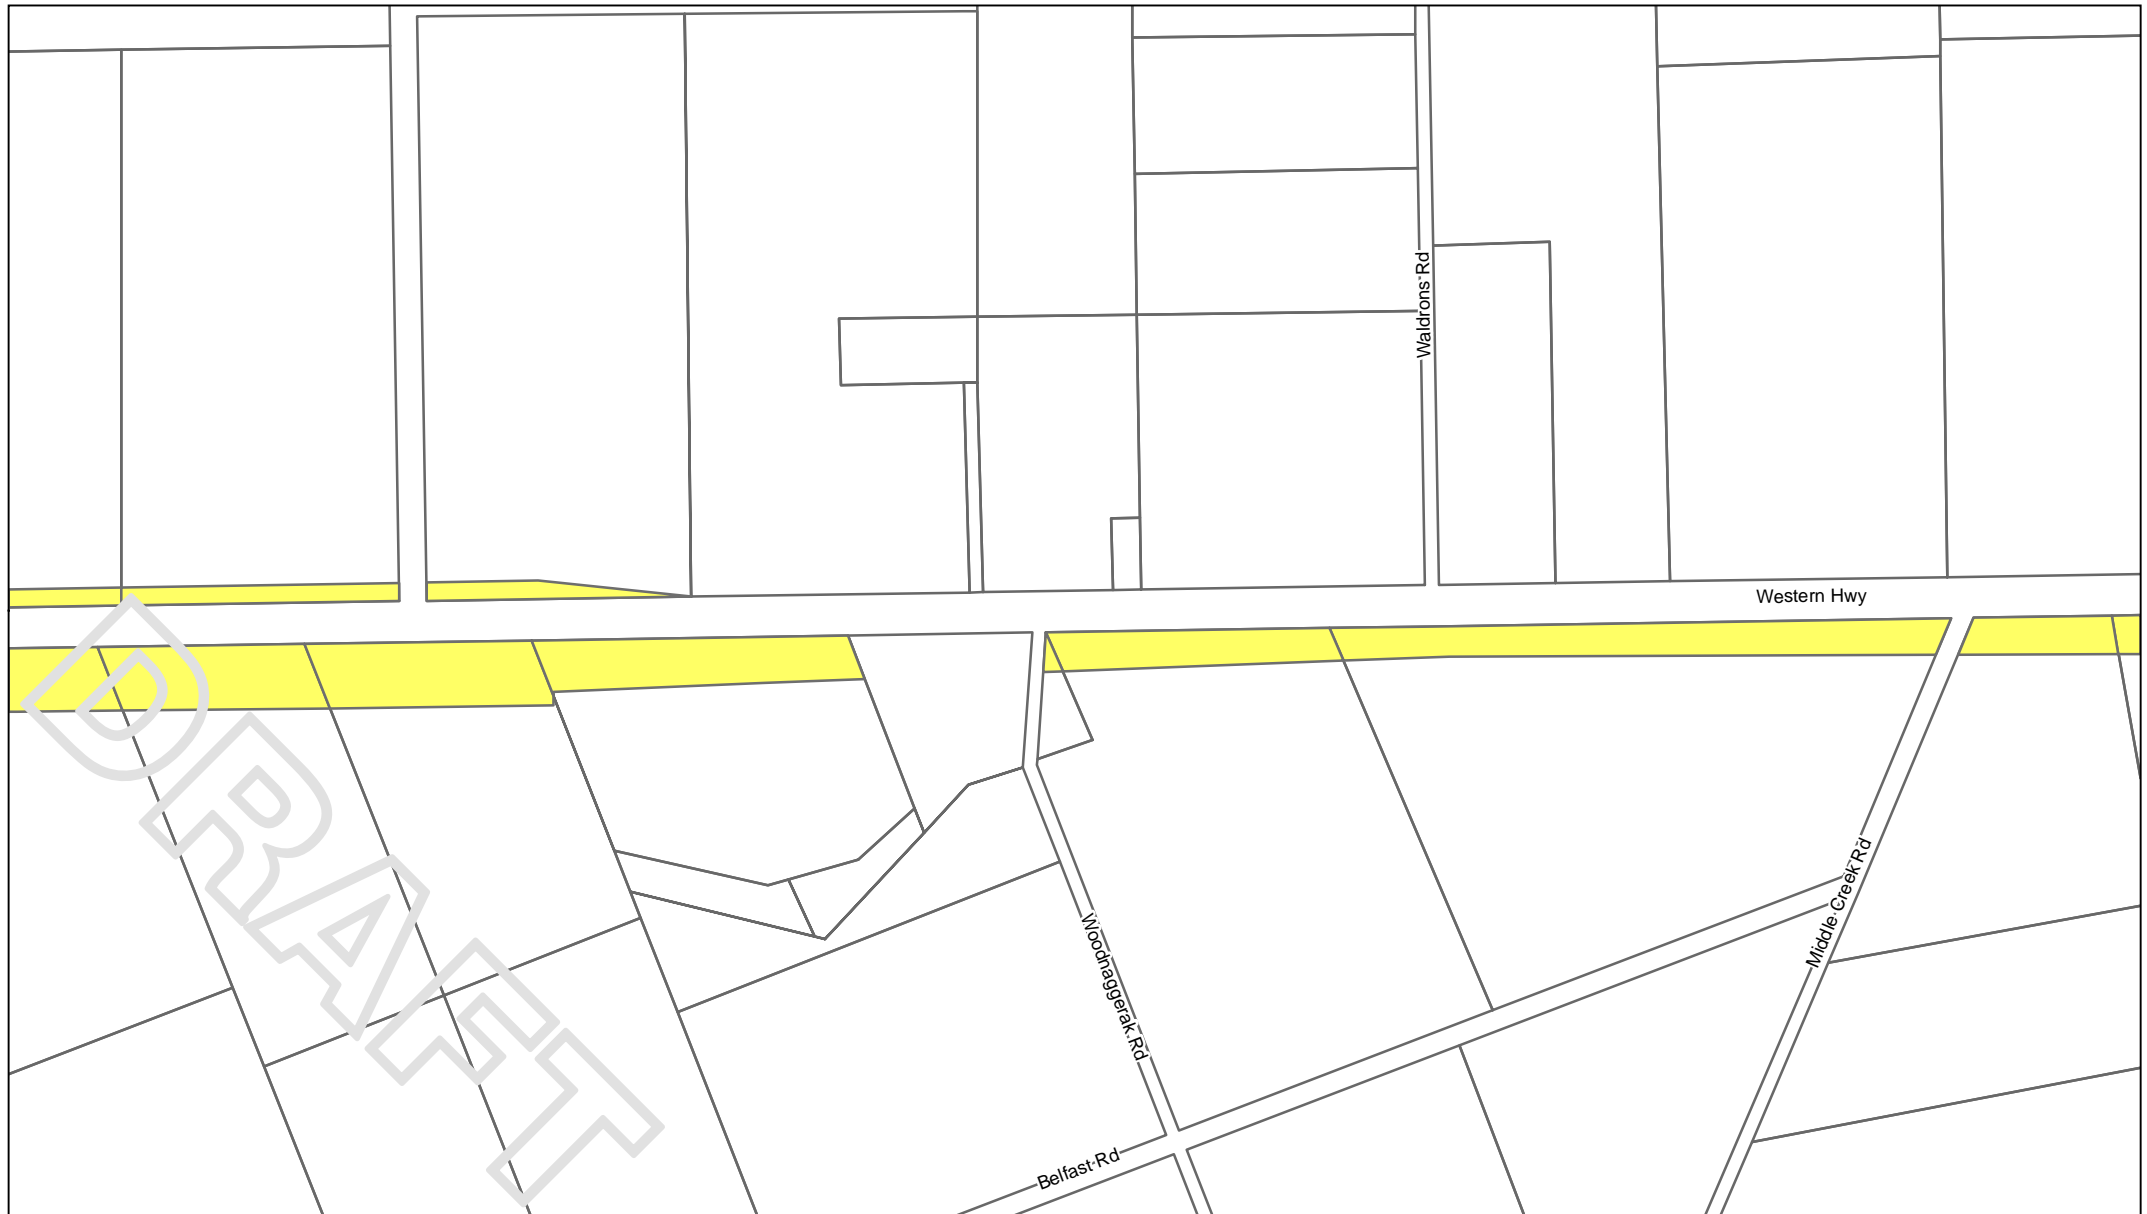 Waldrons Rd
Western Hwy
DRAFT
Middle Creek Rd
Woodnaggerak Rd
Belfast Rd